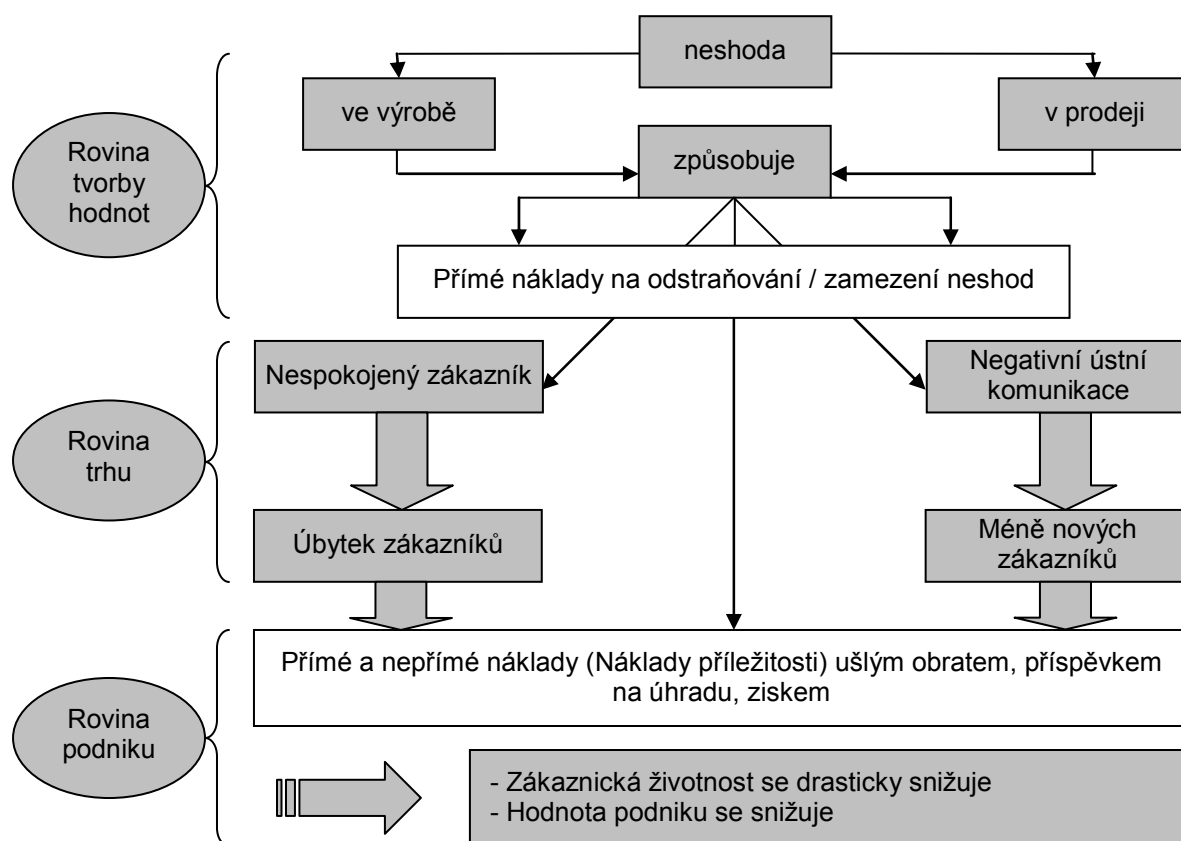 neshoda
ve výrobě
v prodeji
způsobuje
Rovina
tvorby
hodnot
Přímé náklady na odstraňování / zamezení neshod
Nespokojený zákazník
Negativní ústní
komunikace
Rovina
trhu
Úbytek zákazníků
Méně nových
zákazníků
Přímé a nepřímé náklady (Náklady příležitosti) ušlým obratem, příspěvkem
na úhradu, ziskem
Rovina
podniku
- Zákaznická životnost se drasticky snižuje
- Hodnota podniku se snižuje